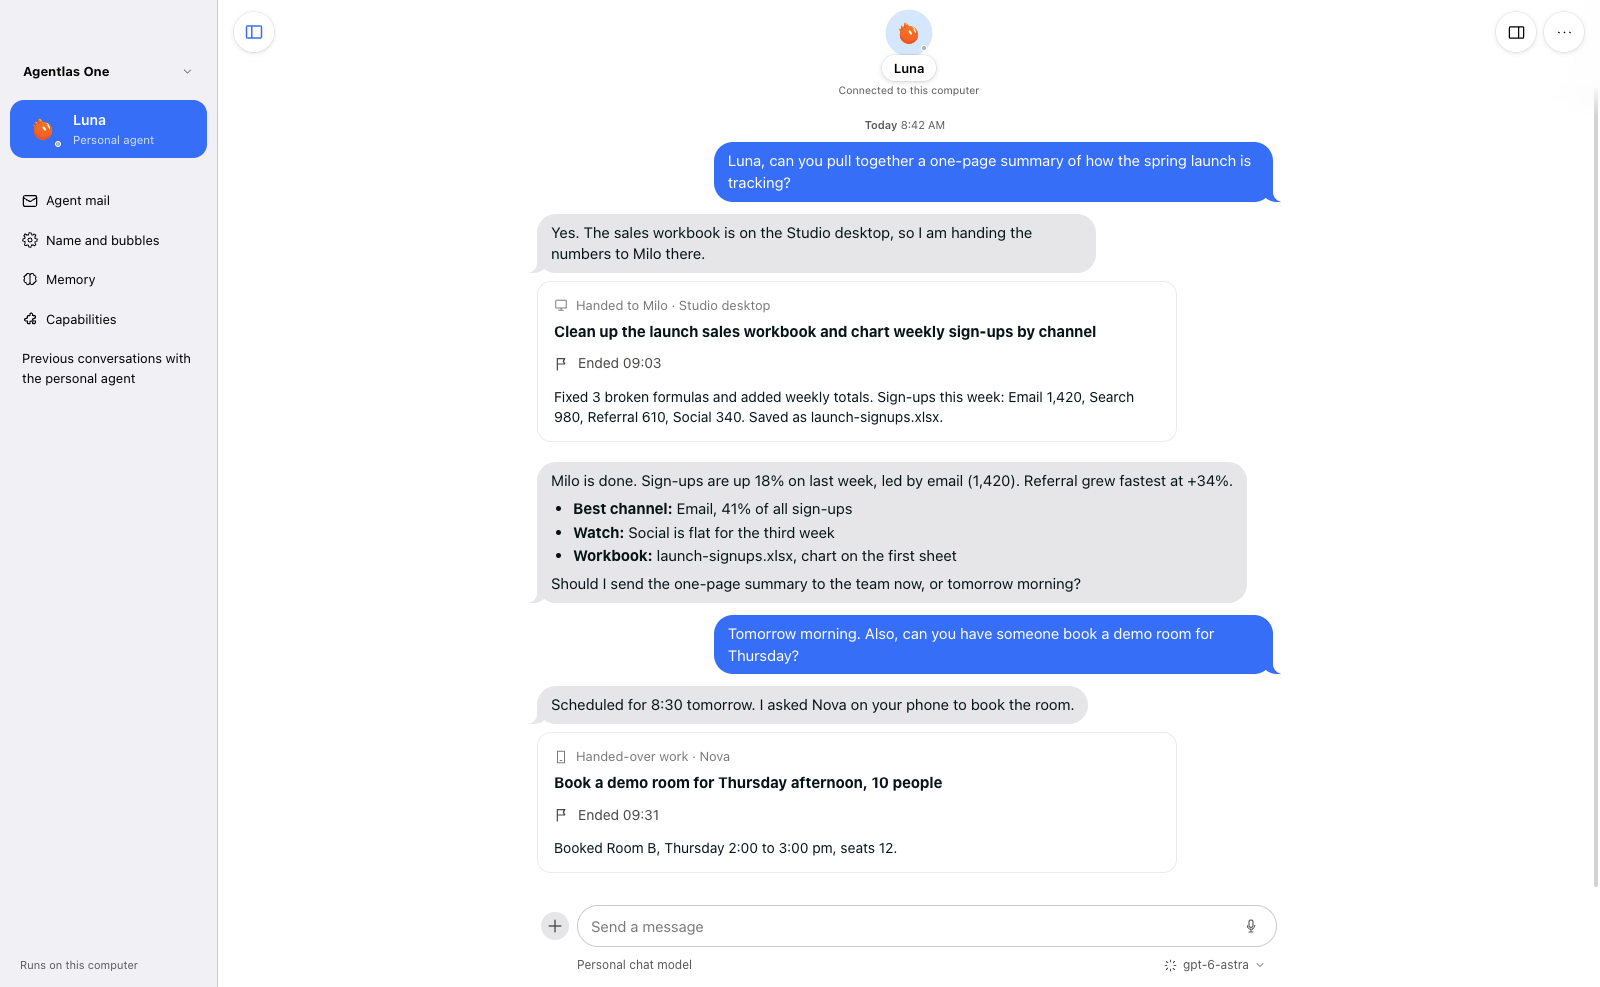 Agentlas One
Luna
Personal agent
Agent mail
Name and bubbles
Memory
Capabilities
Previous conversations with
the personal agent
Runs on this computer
Luna
Connected to this computer
Today 8:42 AM
Luna, can you pull together a one-page summary of how the spring launch is
tracking?
Yes. The sales workbook is on the Studio desktop, so I am handing the
numbers to Milo there.
Handed to Milo · Studio desktop
Clean up the launch sales workbook and chart weekly sign-ups by channel
Ended 09:03
Fixed 3 broken formulas and added weekly totals. Sign-ups this week: Email 1,420, Search
980, Referral 610, Social 340. Saved as launch-signups.xlsx.
Milo is done. Sign-ups are up 18% on last week, led by email (1,420). Referral grew fastest at +34%.
• Best channel: Email, 41% of all sign-ups
• Watch: Social is flat for the third week
• Workbook: launch-signups.xlsx, chart on the first sheet
Should I send the one-page summary to the team now, or tomorrow morning?
Tomorrow morning. Also, can you have someone book a demo room for
Thursday?
Scheduled for 8:30 tomorrow. I asked Nova on your phone to book the room.
Handed-over work · Nova
Book a demo room for Thursday afternoon, 10 people
Ended 09:31
Booked Room B, Thursday 2:00 to 3:00 pm, seats 12.
Send a message
Personal chat model
gpt-6-astra